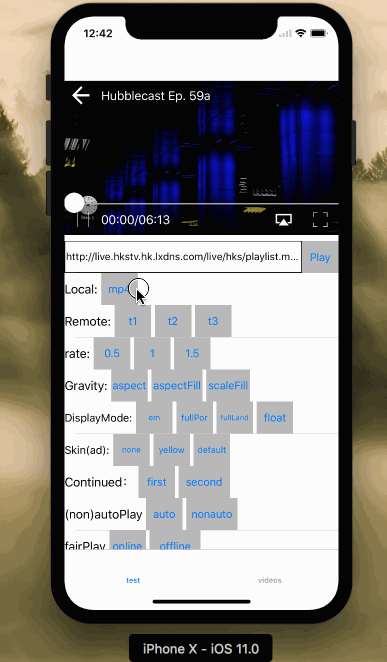 12:42
Hubblecast Ep. 59a
00:00/06:13
http://live.hkstv.hk.lxdns.com/live/hks/playlist.m... Play
Local: mp4
Remote: t1 t2 t3
rate: 0.5 1 1.5
Gravity: aspect aspectFill scaleFill
DisplayMode: em fullPor fullLand float
Skin(ad): none yellow default
Continued: first second
(non)autoPlay auto nonauto
fairPlay online offline
test videos
iPhone X - iOS 11.0